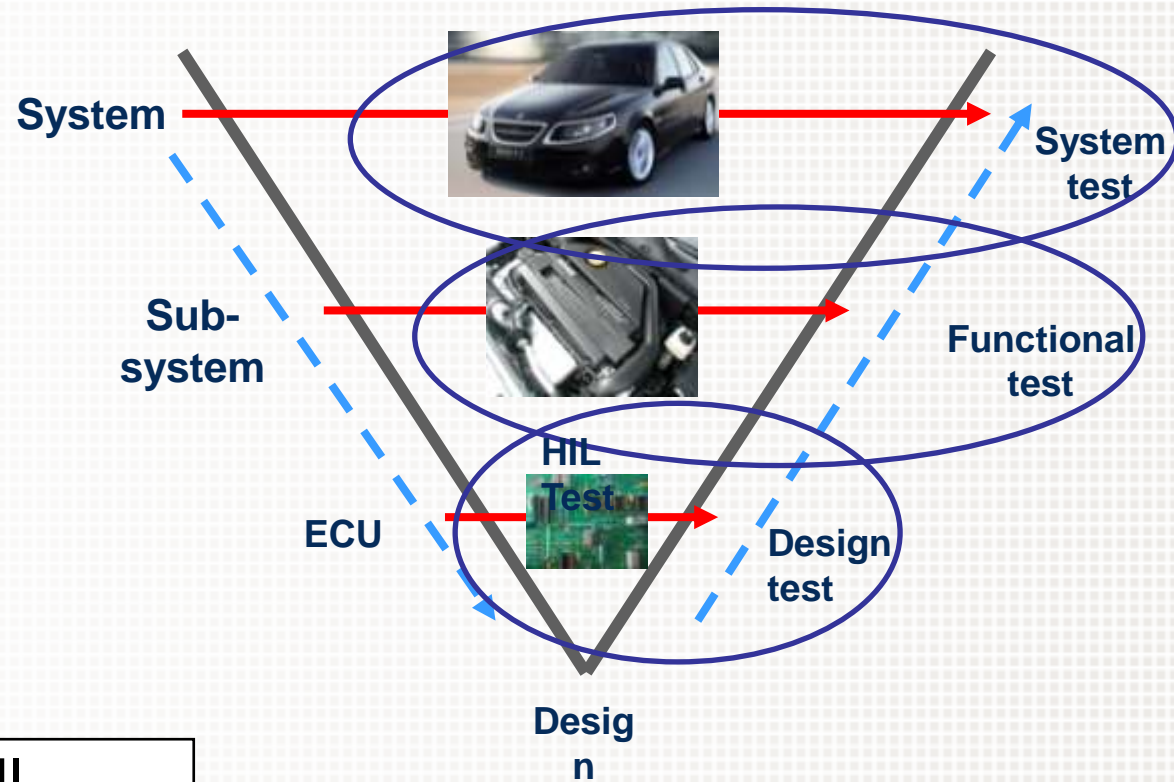 System
System
test
Sub-
system
Functional
test
HIL
Test
ECU
Design
test
Desig
n